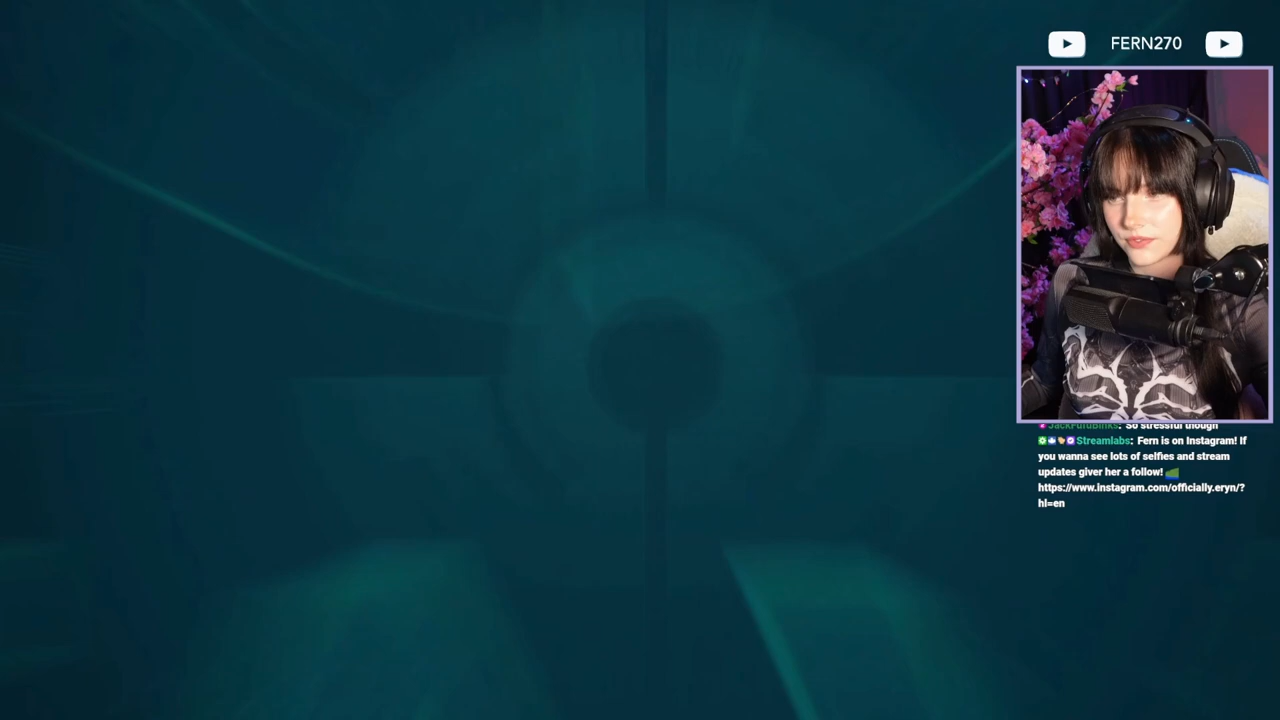 FERN270
JackFurdBinks: So stressful though
Streamlabs: Fern is on Instagram! If
you wanna see lots of selfies and stream
updates giver her a follow!
https://www.instagram.com/officially.eryn/?
hl=en